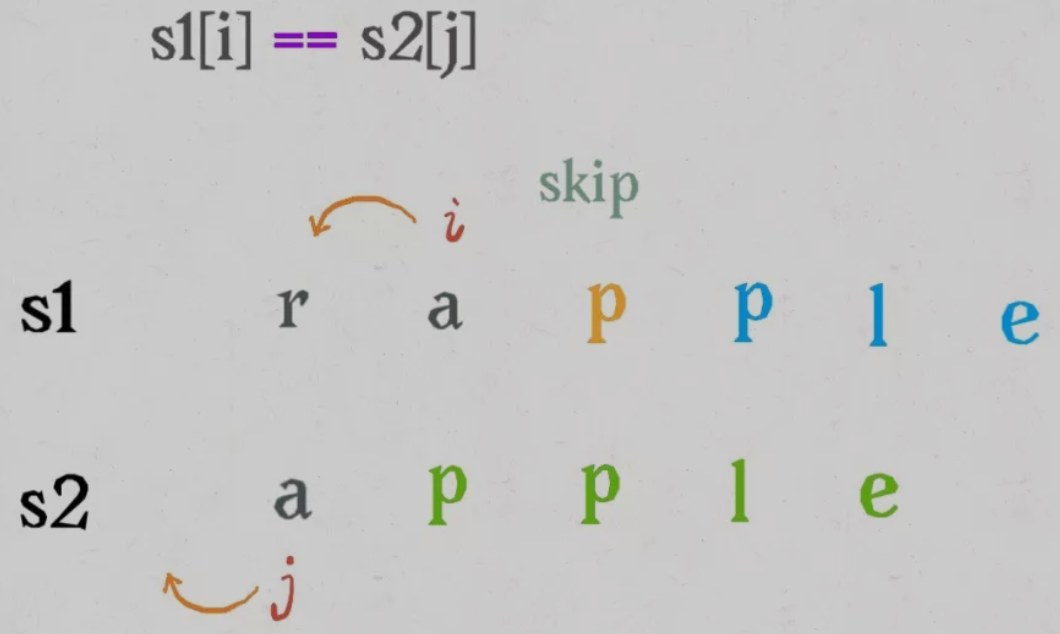 s1[i] == s2[j]
skip
i
s1 r a p p l e
s2 a p p l e
j